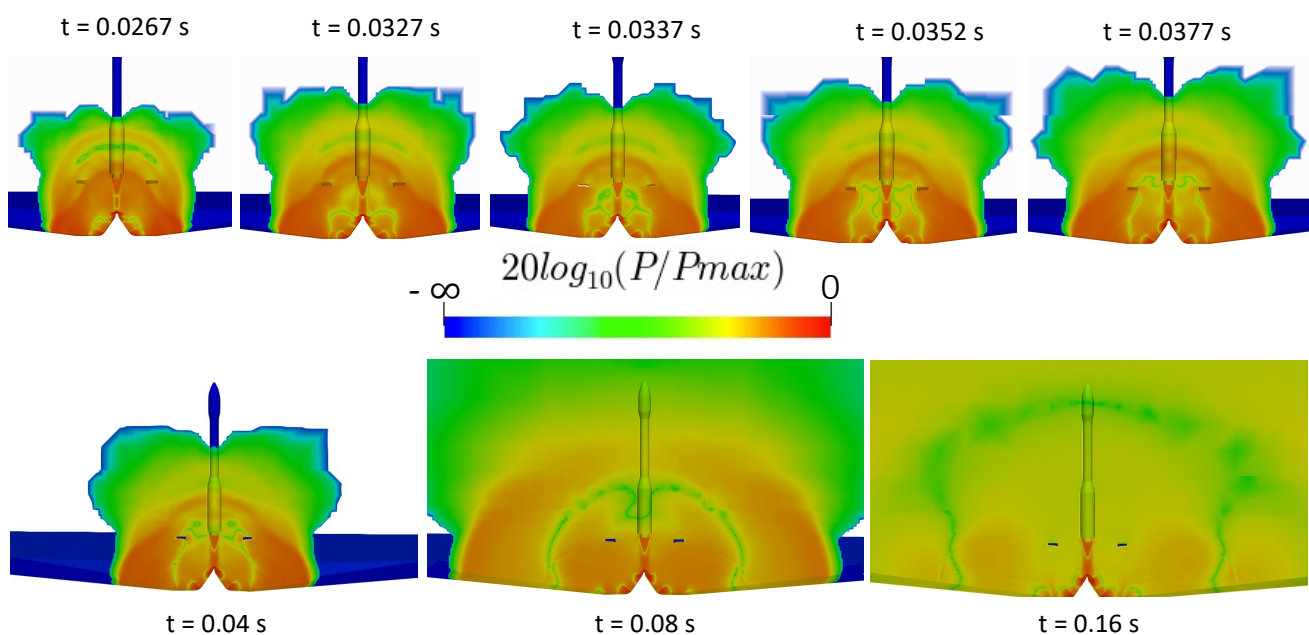 t = 0.0267 s
t = 0.0327 s
t = 0.0337 s
t = 0.0352 s
t = 0.0377 s
20log₁₀(P/Pmax)
- ∞
0
t = 0.04 s
t = 0.08 s
t = 0.16 s